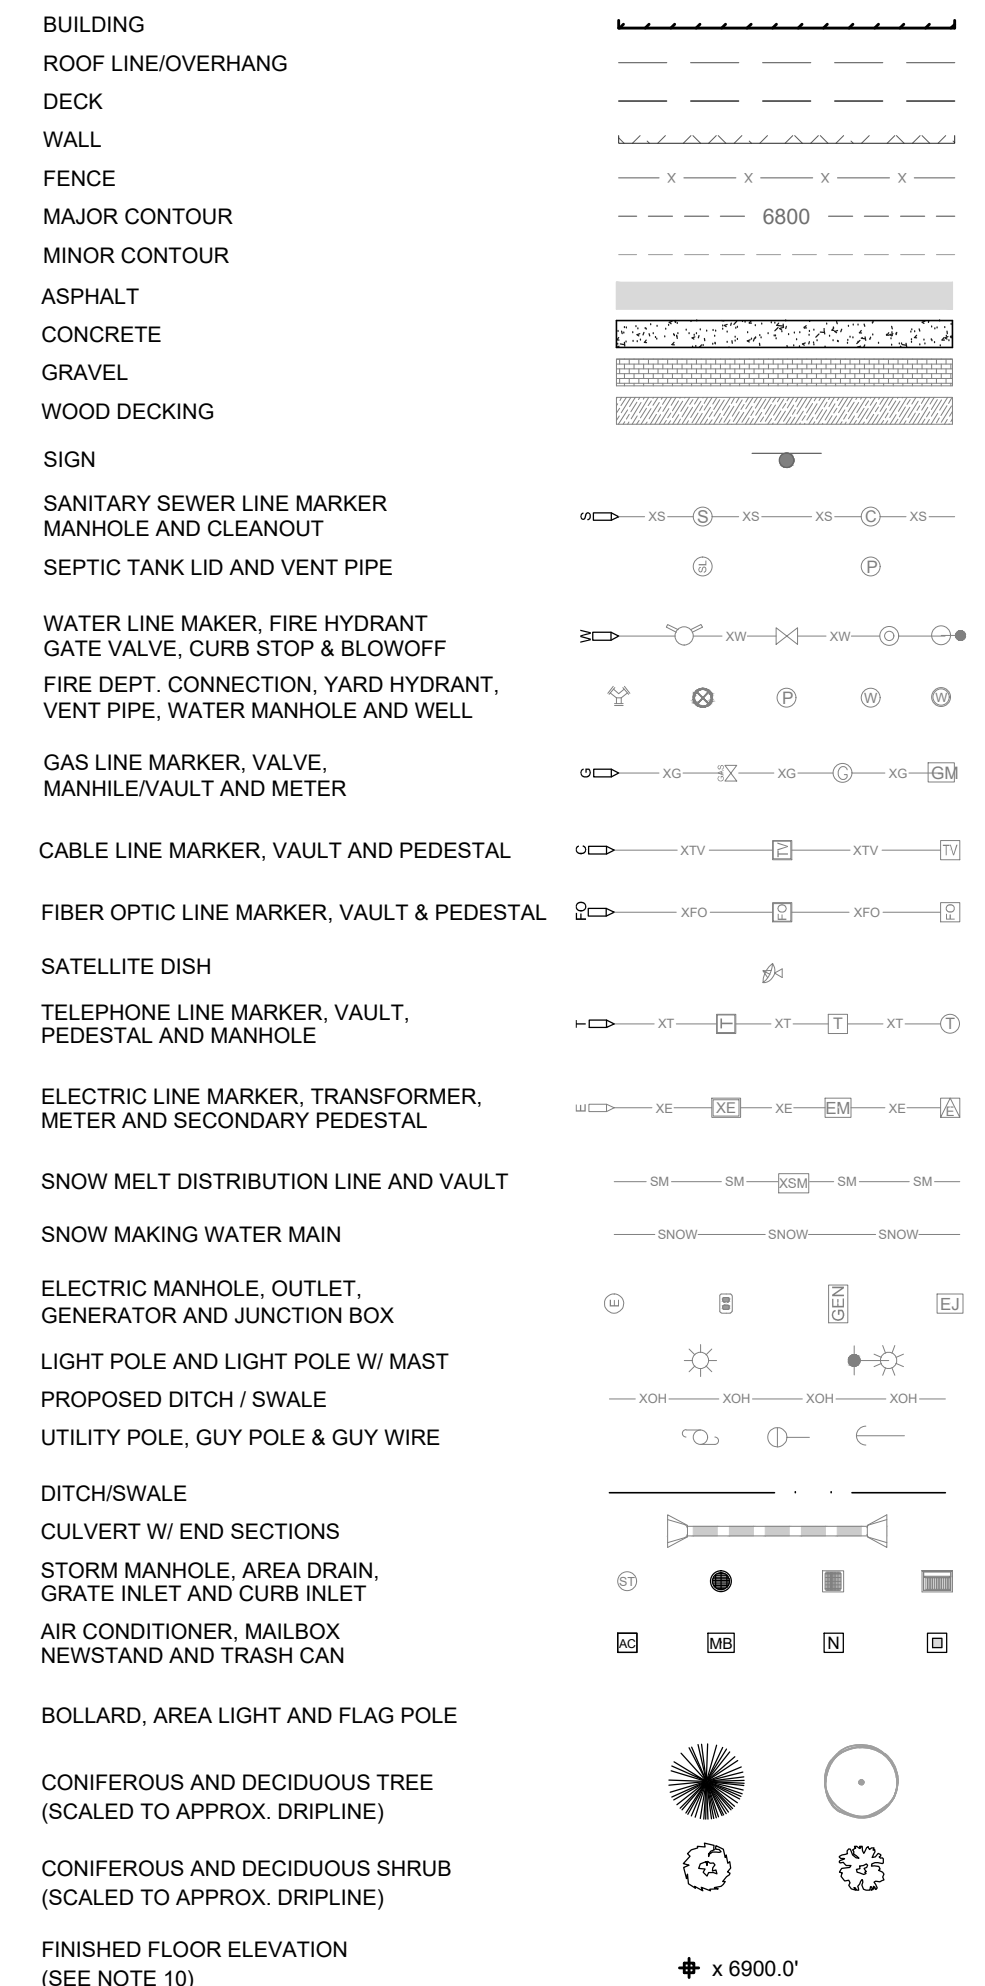 BUILDING
ROOF LINE/OVERHANG
DECK
WALL
FENCE X X X X
MAJOR CONTOUR 6800
MINOR CONTOUR
ASPHALT
CONCRETE
GRAVEL
WOOD DECKING
SIGN
SANITARY SEWER LINE MARKER
MANHOLE AND CLEANOUT
S XS S XS XS C XS
SEPTIC TANK LID AND VENT PIPE SL P
WATER LINE MAKER, FIRE HYDRANT
GATE VALVE, CURB STOP & BLOWOFF
W XW XW
FIRE DEPT. CONNECTION, YARD HYDRANT,
VENT PIPE, WATER MANHOLE AND WELL
P W W
GAS LINE MARKER, VALVE,
MANHILE/VAULT AND METER
G XG GAS XG G XG GM
CABLE LINE MARKER, VAULT AND PEDESTAL C XTV TV XTV TV
FIBER OPTIC LINE MARKER, VAULT & PEDESTAL FO XFO FO XFO FO
SATELLITE DISH
TELEPHONE LINE MARKER, VAULT,
PEDESTAL AND MANHOLE
T XT T XT T XT T
ELECTRIC LINE MARKER, TRANSFORMER,
METER AND SECONDARY PEDESTAL
E XE XE XE EM XE E
SNOW MELT DISTRIBUTION LINE AND VAULT SM SM XSM SM SM
SNOW MAKING WATER MAIN SNOW SNOW SNOW
ELECTRIC MANHOLE, OUTLET,
GENERATOR AND JUNCTION BOX
E GEN EJ
LIGHT POLE AND LIGHT POLE W/ MAST
PROPOSED DITCH / SWALE XOH XOH XOH XOH
UTILITY POLE, GUY POLE & GUY WIRE
DITCH/SWALE
CULVERT W/ END SECTIONS
STORM MANHOLE, AREA DRAIN,
GRATE INLET AND CURB INLET
ST
AIR CONDITIONER, MAILBOX
NEWSTAND AND TRASH CAN
AC MB N
BOLLARD, AREA LIGHT AND FLAG POLE
CONIFEROUS AND DECIDUOUS TREE
(SCALED TO APPROX. DRIPLINE)
CONIFEROUS AND DECIDUOUS SHRUB
(SCALED TO APPROX. DRIPLINE)
FINISHED FLOOR ELEVATION
(SEE NOTE 10)
x 6900.0'